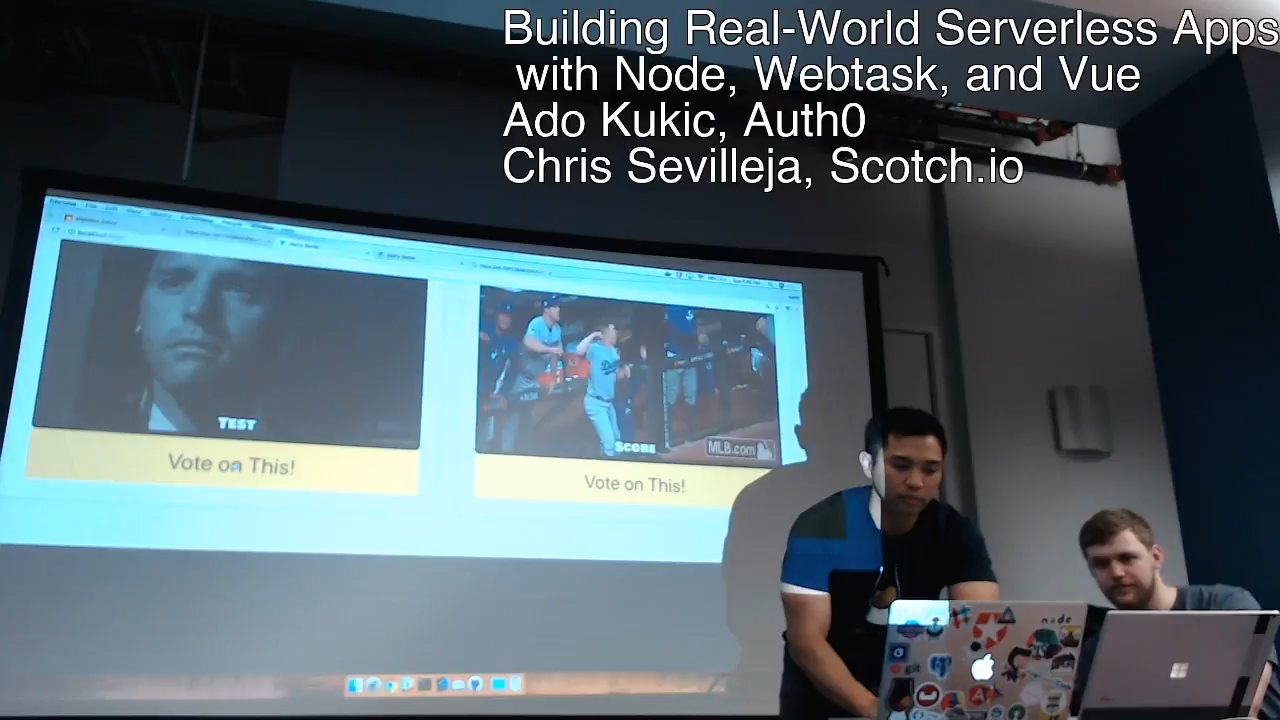 Building Real-World Serverless Apps
with Node, Webtask, and Vue
Ado Kukic, Auth0
Chris Sevilleja, Scotch.io
TEST
SCORE
MLB.com
Vote on This!
Vote on This!
node
git